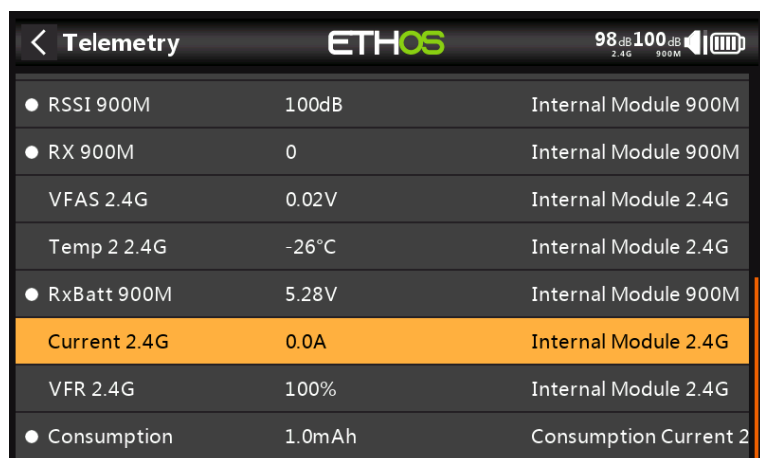 Telemetry ETHOS 98dB 100dB
2.4G 900M
RSSI 900M 100dB Internal Module 900M
RX 900M 0 Internal Module 900M
VFAS 2.4G 0.02V Internal Module 2.4G
Temp 2 2.4G -26°C Internal Module 2.4G
RxBatt 900M 5.28V Internal Module 900M
Current 2.4G 0.0A Internal Module 2.4G
VFR 2.4G 100% Internal Module 2.4G
Consumption 1.0mAh Consumption Current 2